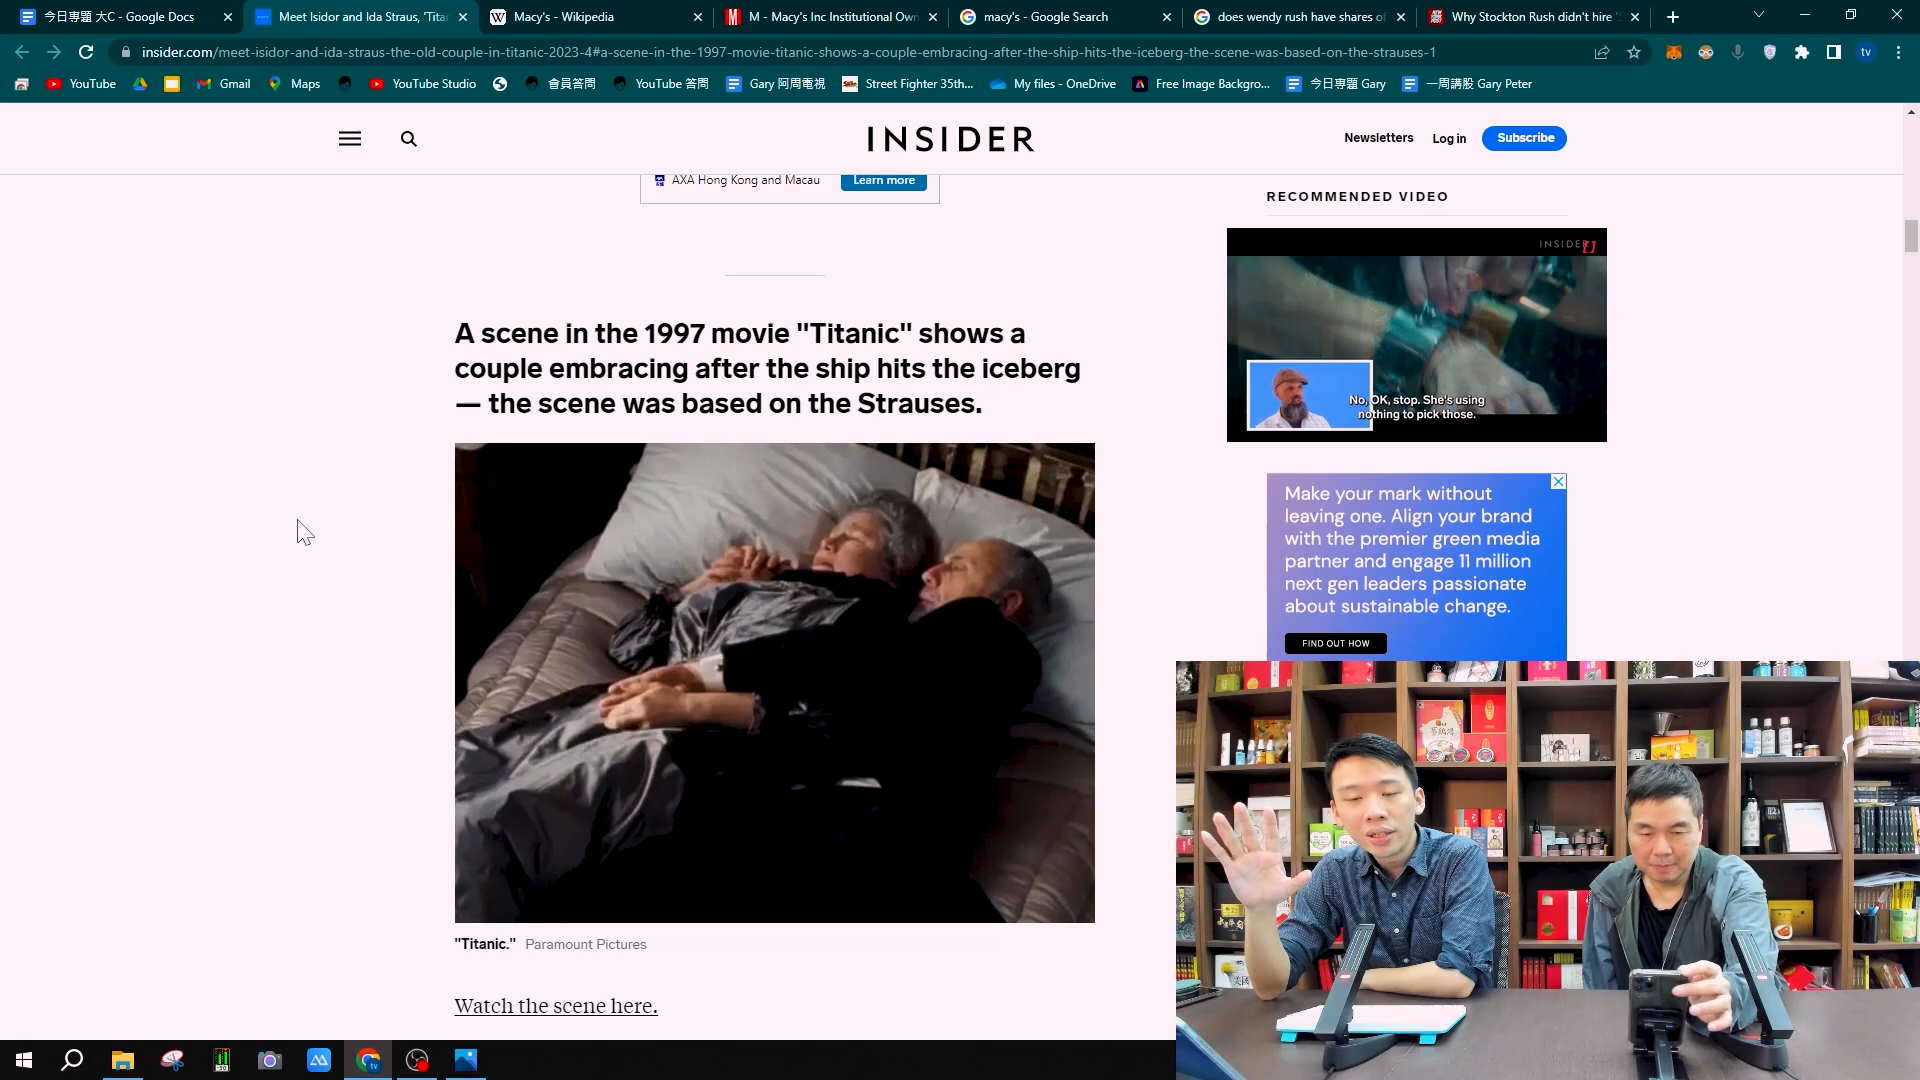 今日專題 大C - Google Docs
Meet Isidor and Ida Straus, 'Tita
Macy's - Wikipedia
M - Macy's Inc Institutional Own
macy's - Google Search
does wendy rush have shares of
Why Stockton Rush didn't hire '
insider.com/meet-isidor-and-ida-straus-the-old-couple-in-titanic-2023-4#a-scene-in-the-1997-movie-titanic-shows-a-couple-embracing-after-the-ship-hits-the-iceberg-the-scene-was-based-on-the-strauses-1
tv
YouTube
Gmail
Maps
YouTube Studio
會員答問
YouTube 答問
Gary 阿周電視
Street Fighter 35th...
My files - OneDrive
Free Image Backgro...
今日專題 Gary
一周講股 Gary Peter
INSIDER
Newsletters
Log in
Subscribe
AXA Hong Kong and Macau
Learn more
RECOMMENDED VIDEO
INSIDER
No, OK, stop. She's using
nothing to pick those.
A scene in the 1997 movie "Titanic" shows a
couple embracing after the ship hits the iceberg
— the scene was based on the Strauses.
Make your mark without
leaving one. Align your brand
with the premier green media
partner and engage 11 million
next gen leaders passionate
about sustainable change.
FIND OUT HOW
"Titanic." Paramount Pictures
Watch the scene here.